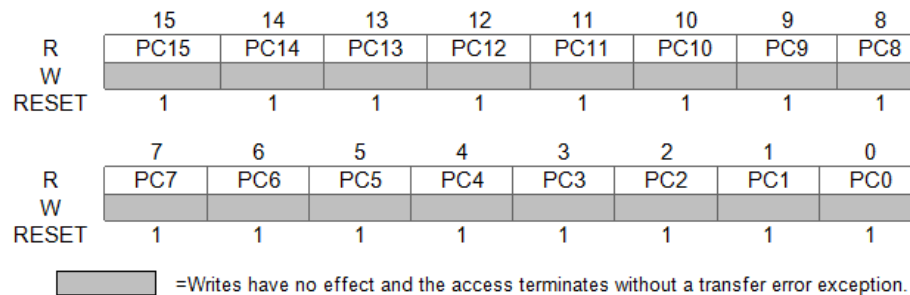 15 14 13 12 11 10 9 8
R PC15 PC14 PC13 PC12 PC11 PC10 PC9 PC8
W
RESET 1 1 1 1 1 1 1 1
7 6 5 4 3 2 1 0
R PC7 PC6 PC5 PC4 PC3 PC2 PC1 PC0
W
RESET 1 1 1 1 1 1 1 1
=Writes have no effect and the access terminates without a transfer error exception.